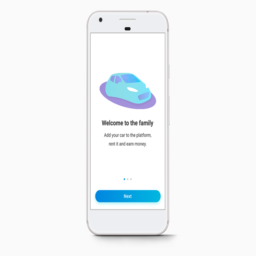 Welcome to the family
Add your car to the platform,
rent it and earn money.
Next